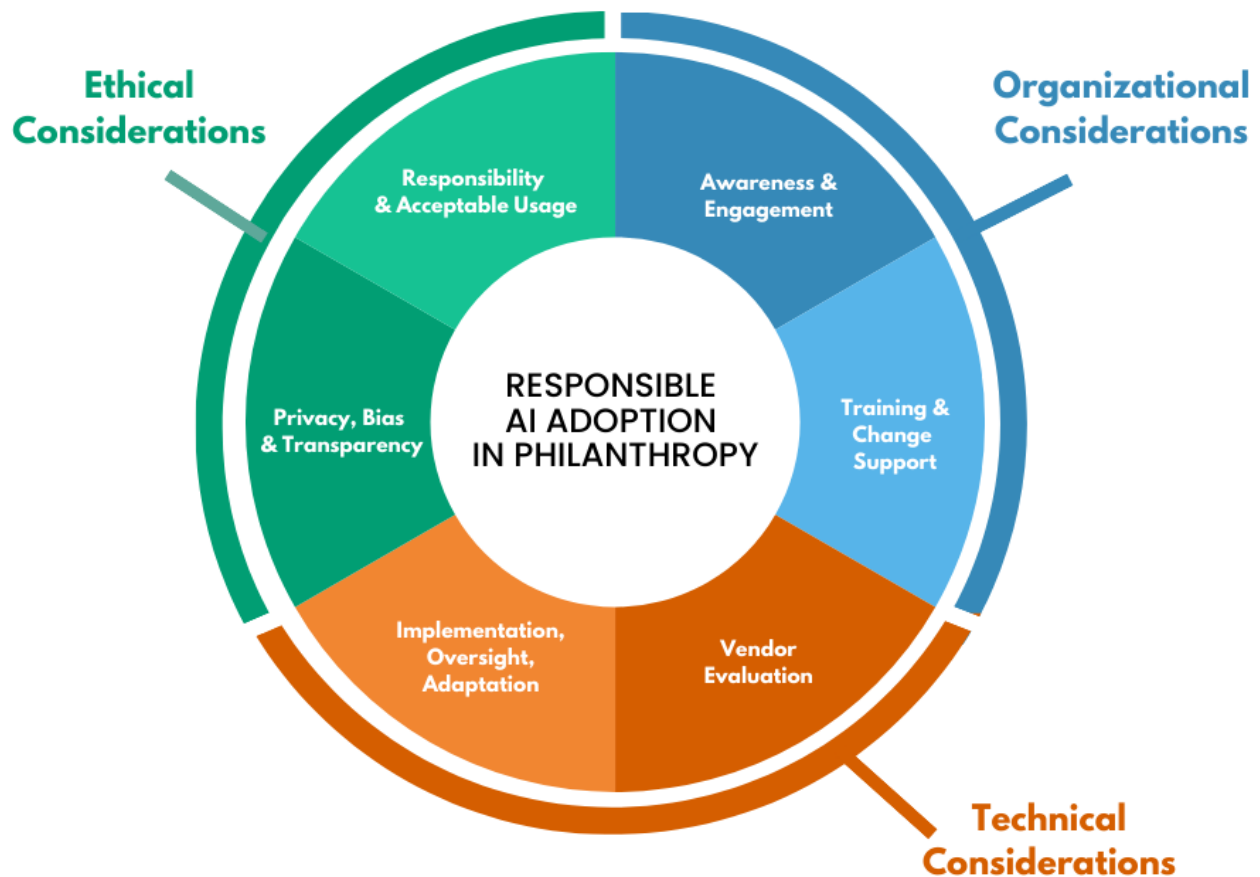 Ethical
Considerations
Organizational
Considerations
Responsibility
& Acceptable Usage
Awareness &
Engagement
RESPONSIBLE
AI ADOPTION
IN PHILANTHROPY
Privacy, Bias
& Transparency
Training &
Change
Support
Implementation,
Oversight,
Adaptation
Vendor
Evaluation
Technical
Considerations